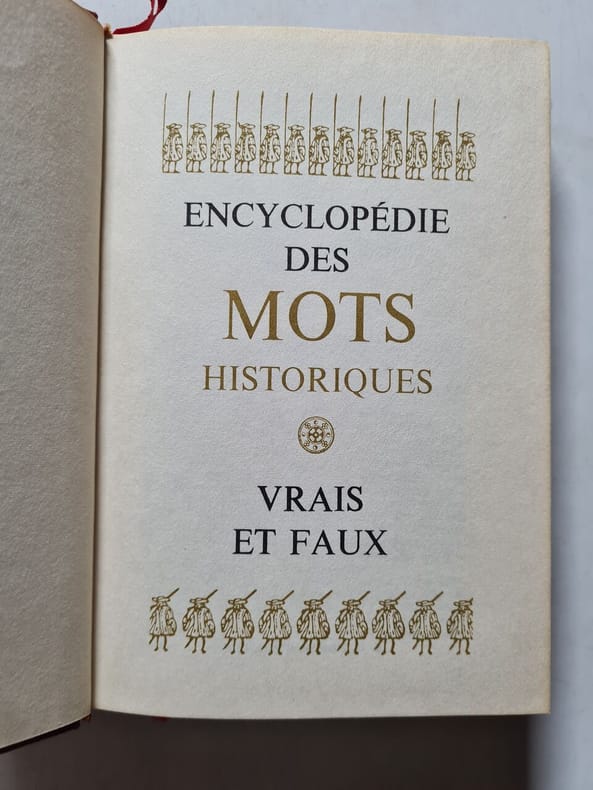 ENCYCLOPÉDIE
DES
MOTS
HISTORIQUES
VRAIS
ET FAUX